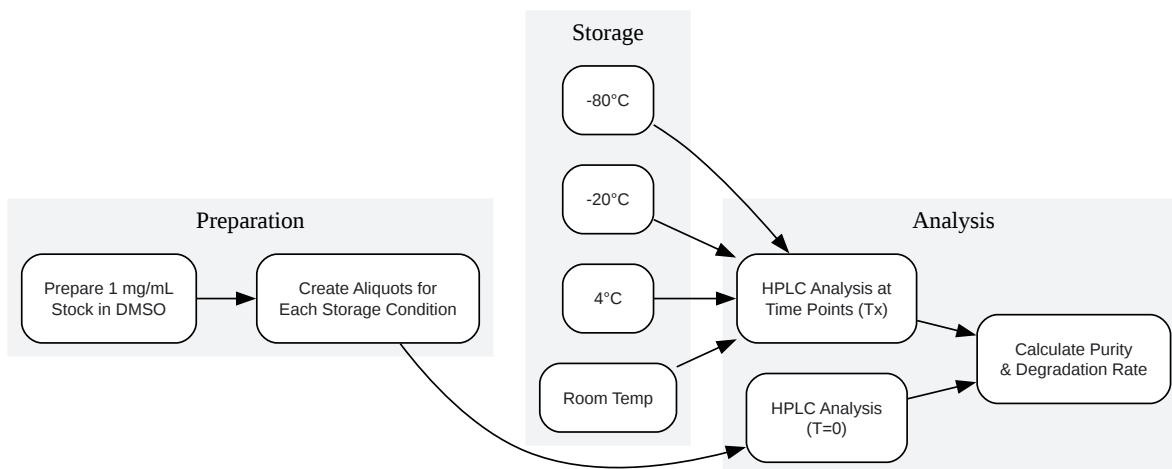 Preparation
Prepare 1 mg/mL
Stock in DMSO
Create Aliquots for
Each Storage Condition
Storage
-80°C
-20°C
4°C
Room Temp
Analysis
HPLC Analysis at
Time Points (Tx)
HPLC Analysis
(T=0)
Calculate Purity
& Degradation Rate